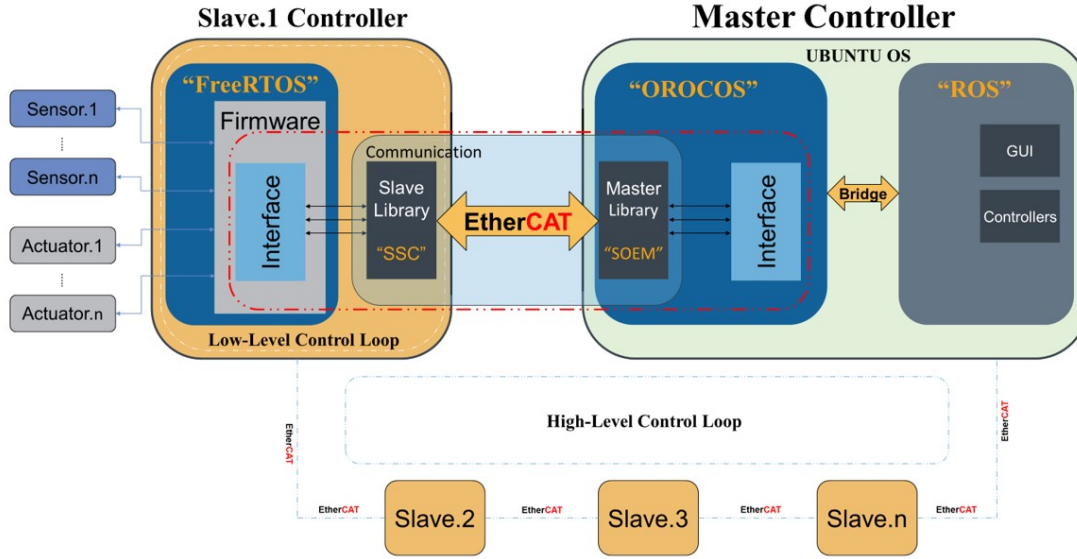 Slave.1 Controller
Master Controller
UBUNTU OS
“FreeRTOS”
“OROCOS”
“ROS”
Sensor.1
Sensor.n
Actuator.1
Actuator.n
Firmware
Interface
Communication
Slave
Library
“SSC”
EtherCAT
Master
Library
“SOEM”
Interface
Bridge
GUI
Controllers
Low-Level Control Loop
High-Level Control Loop
EtherCAT
EtherCAT
EtherCAT
Slave.2
EtherCAT
Slave.3
EtherCAT
Slave.n
EtherCAT